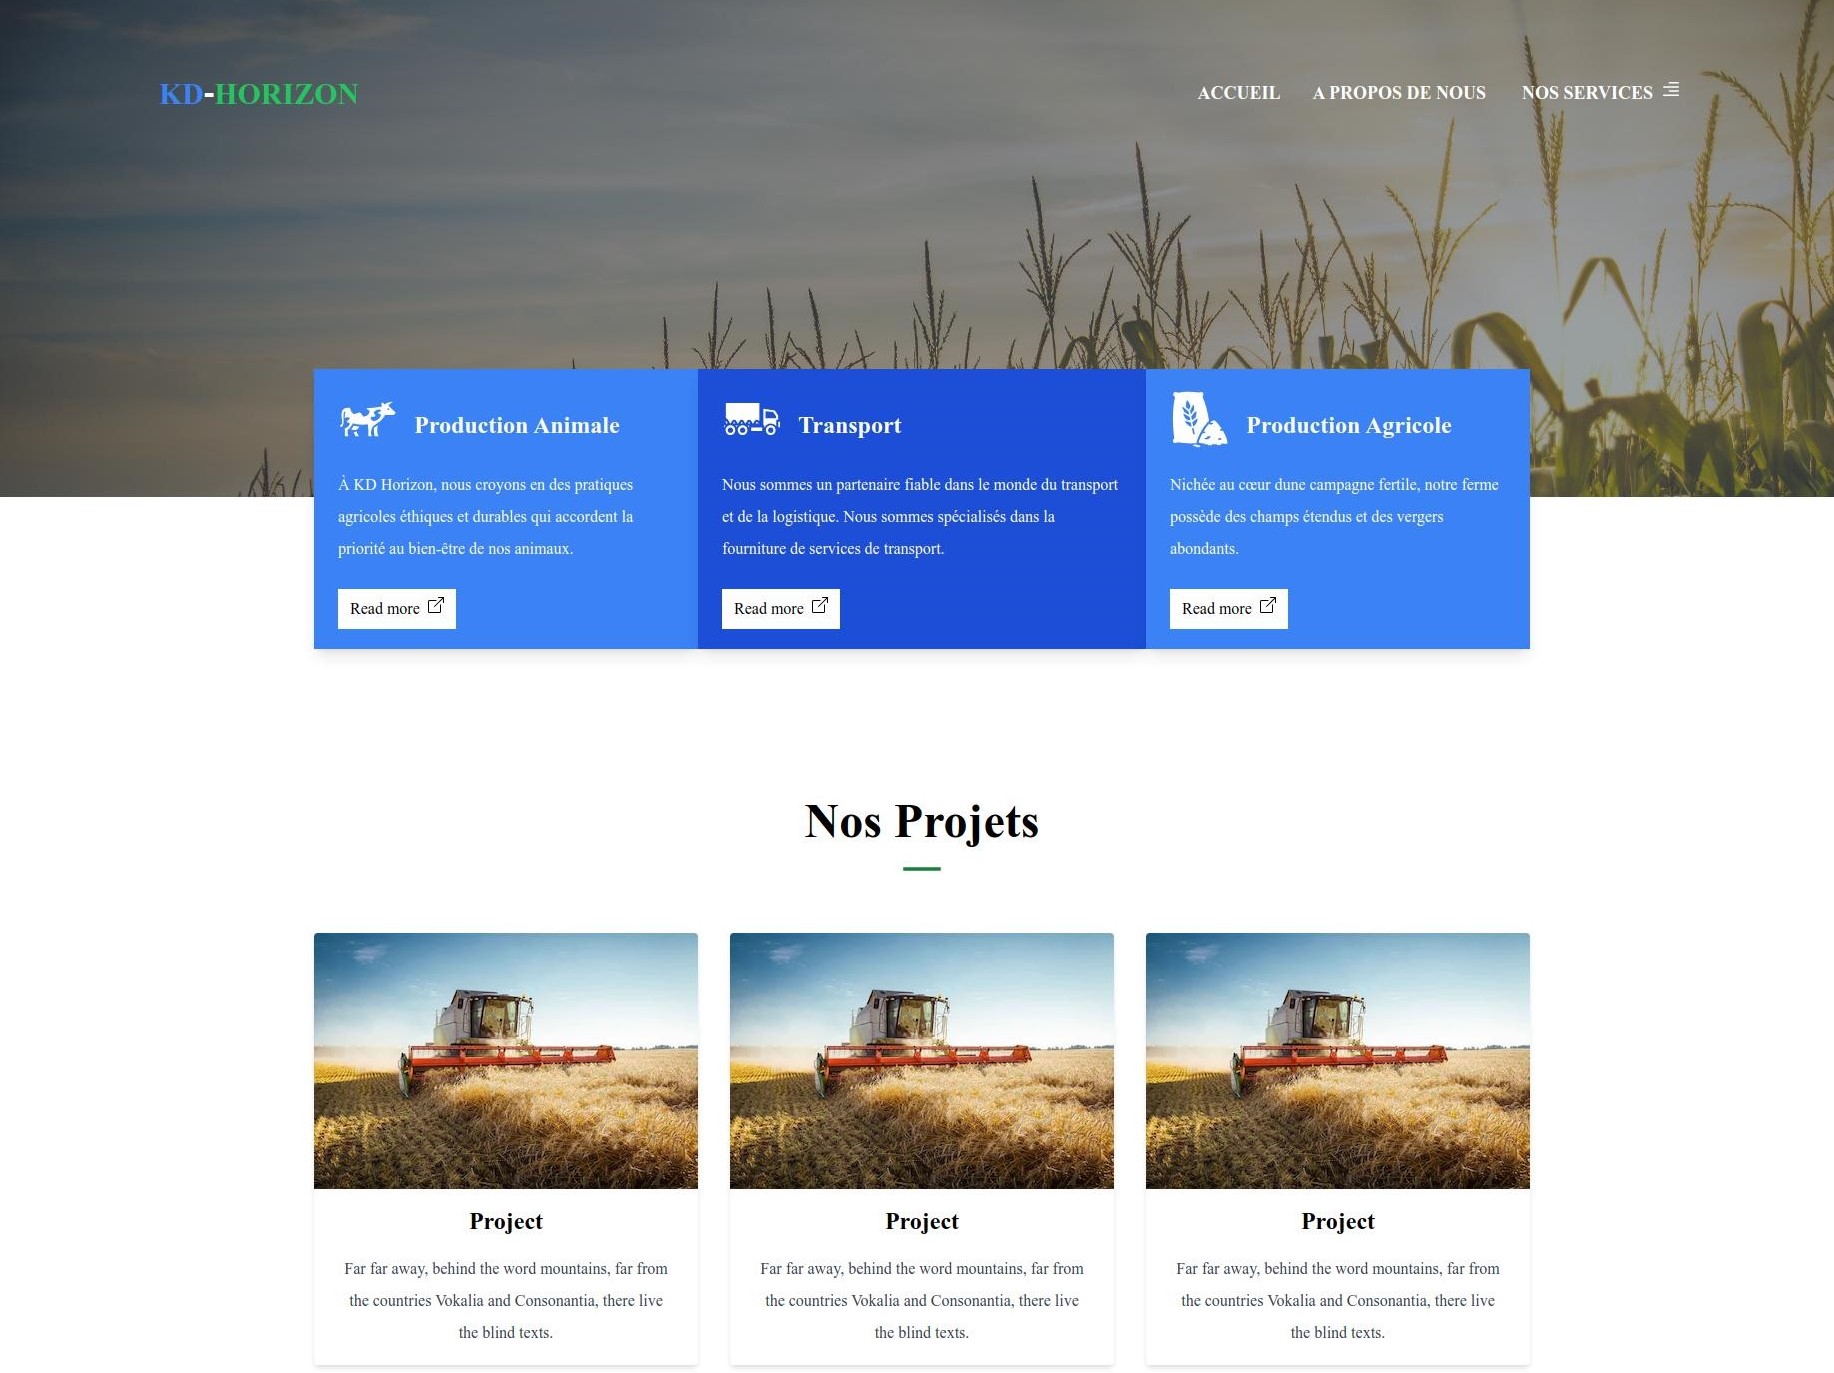 KD-HORIZON
ACCUEIL A PROPOS DE NOUS NOS SERVICES
Production Animale
À KD Horizon, nous croyons en des pratiques
agricoles éthiques et durables qui accordent la
priorité au bien-être de nos animaux.
Read more
Transport
Nous sommes un partenaire fiable dans le monde du transport
et de la logistique. Nous sommes spécialisés dans la
fourniture de services de transport.
Read more
Production Agricole
Nichée au cœur dune campagne fertile, notre ferme
possède des champs étendus et des vergers
abondants.
Read more
Nos Projets
Project
Far far away, behind the word mountains, far from
the countries Vokalia and Consonantia, there live
the blind texts.
Project
Far far away, behind the word mountains, far from
the countries Vokalia and Consonantia, there live
the blind texts.
Project
Far far away, behind the word mountains, far from
the countries Vokalia and Consonantia, there live
the blind texts.